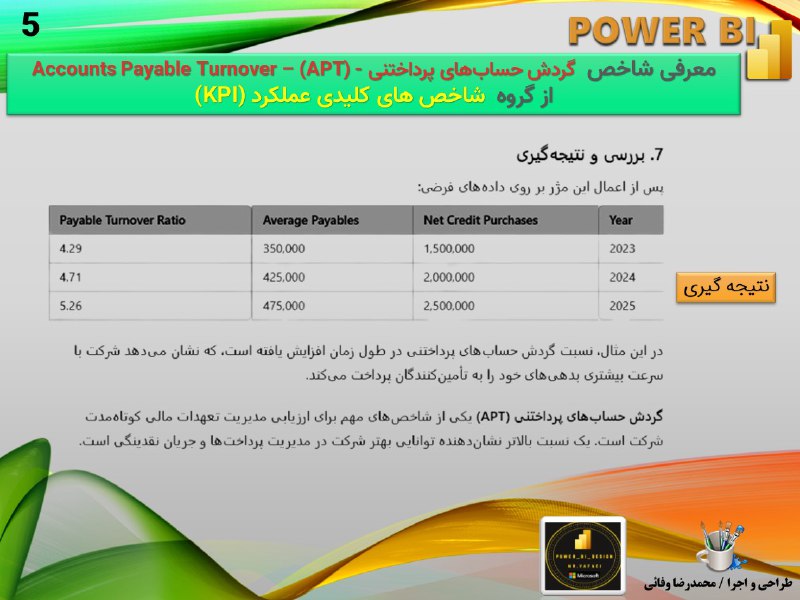 5
POWER BI
معرفی شاخص گردش حساب‌های پرداختنی - Accounts Payable Turnover – (APT)
از گروه شاخص های کلیدی عملکرد (KPI)
7. بررسی و نتیجه‌گیری
پس از اعمال این مژر بر روی داده‌های فرضی:
Payable Turnover Ratio Average Payables Net Credit Purchases Year
4.29 350,000 1,500,000 2023
4.71 425,000 2,000,000 2024
5.26 475,000 2,500,000 2025
نتیجه گیری
در این مثال، نسبت گردش حساب‌های پرداختنی در طول زمان افزایش یافته است، که نشان می‌دهد شرکت با
سرعت بیشتری بدهی‌های خود را به تأمین‌کنندگان پرداخت می‌کند.
گردش حساب‌های پرداختنی (APT) یکی از شاخص‌های مهم برای ارزیابی مدیریت تعهدات مالی کوتاه‌مدت
شرکت است. یک نسبت بالاتر نشان‌دهنده توانایی بهتر شرکت در مدیریت پرداخت‌ها و جریان نقدینگی است.
POWER_BI_DESIGN
MR.VAFAEI
Microsoft
طراحی و اجرا / محمدرضا وفائی